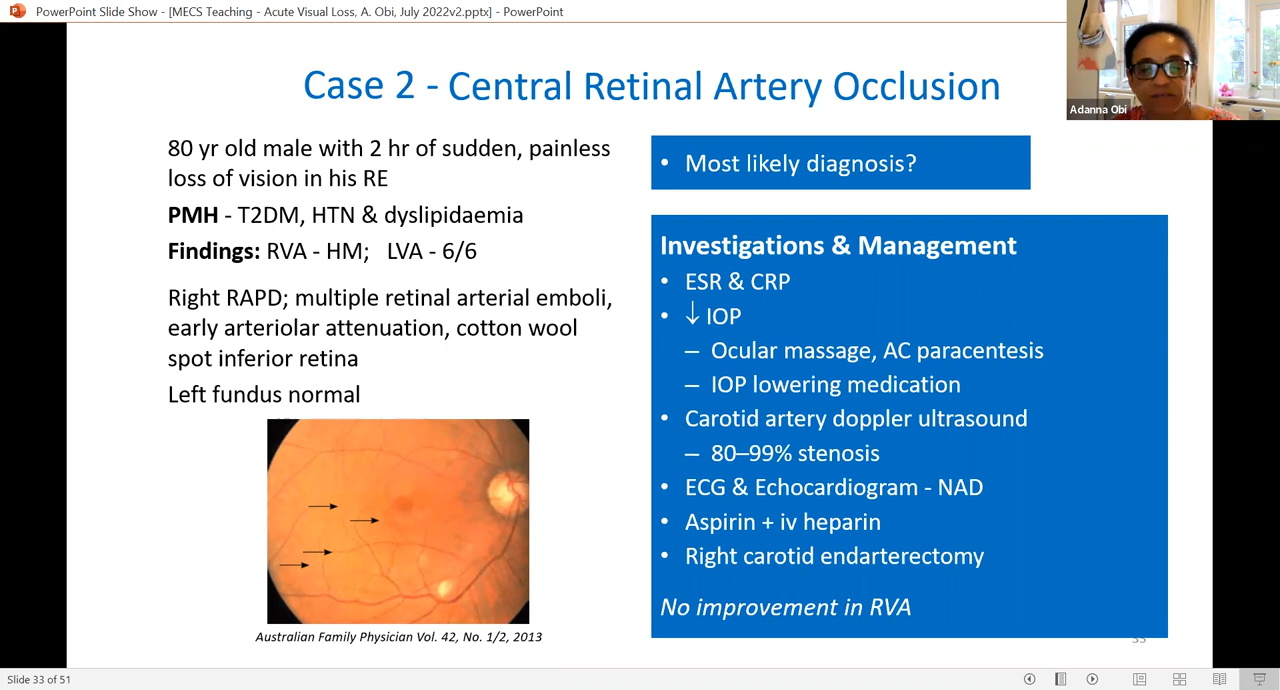 PowerPoint Slide Show - [MECS Teaching - Acute Visual Loss, A. Obi, July 2022v2.pptx] - PowerPoint
Adanna Obi
Case 2 - Central Retinal Artery Occlusion
80 yr old male with 2 hr of sudden, painless
loss of vision in his RE
PMH - T2DM, HTN & dyslipidaemia
Findings: RVA - HM; LVA - 6/6
Right RAPD; multiple retinal arterial emboli,
early arteriolar attenuation, cotton wool
spot inferior retina
Left fundus normal
Australian Family Physician Vol. 42, No. 1/2, 2013
• Most likely diagnosis?
Investigations & Management
• ESR & CRP
• ↓ IOP
– Ocular massage, AC paracentesis
– IOP lowering medication
• Carotid artery doppler ultrasound
– 80–99% stenosis
• ECG & Echocardiogram - NAD
• Aspirin + iv heparin
• Right carotid endarterectomy
No improvement in RVA
33
Slide 33 of 51